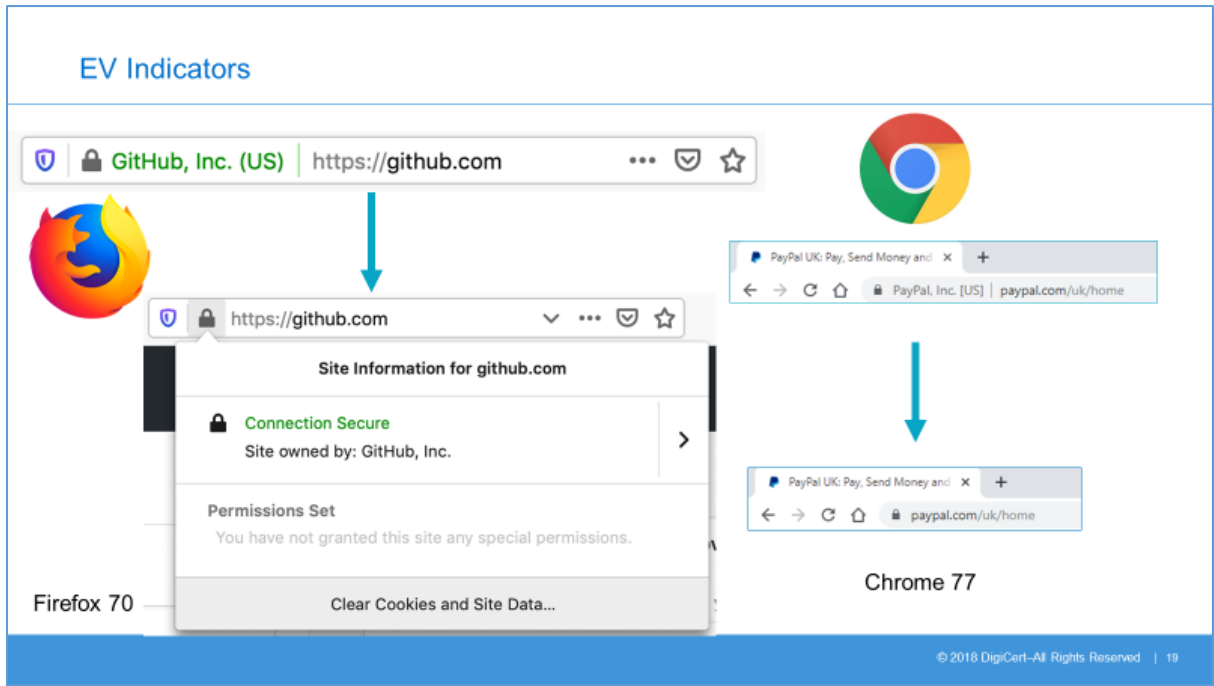 EV Indicators
GitHub, Inc. (US) https://github.com
https://github.com
Site Information for github.com
Connection Secure
Site owned by: GitHub, Inc.
Permissions Set
You have not granted this site any special permissions.
Clear Cookies and Site Data...
Firefox 70
PayPal UK: Pay, Send Money and
PayPal, Inc. [US] | paypal.com/uk/home
PayPal UK: Pay, Send Money and
paypal.com/uk/home
Chrome 77
© 2018 DigiCert–All Rights Reserved | 19